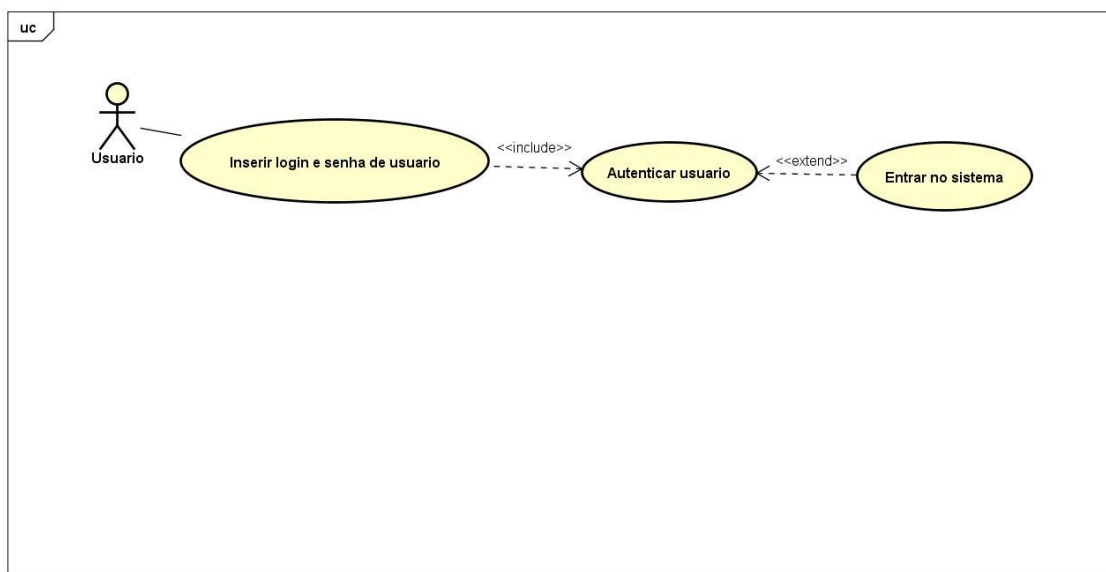 uc
Usuario
Inserir login e senha de usuario
<<include>>
Autenticar usuario
<<extend>>
Entrar no sistema